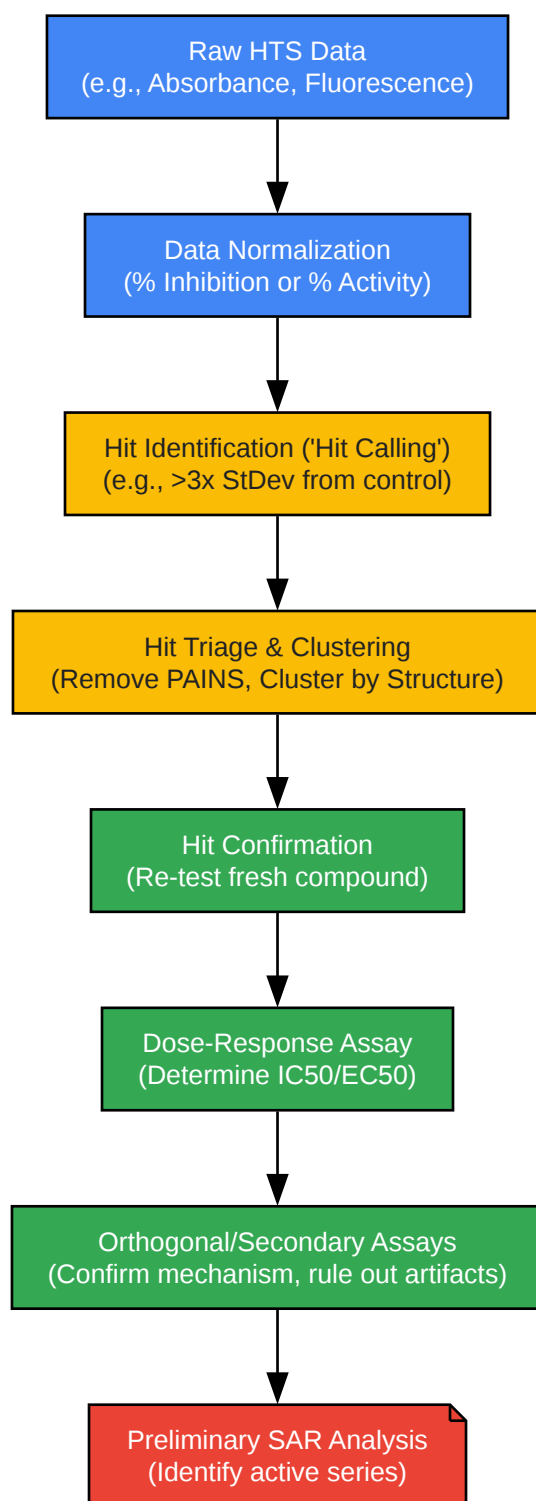 Raw HTS Data
(e.g., Absorbance, Fluorescence)
Data Normalization
(% Inhibition or % Activity)
Hit Identification ('Hit Calling')
(e.g., >3x StDev from control)
Hit Triage & Clustering
(Remove PAINS, Cluster by Structure)
Hit Confirmation
(Re-test fresh compound)
Dose-Response Assay
(Determine IC50/EC50)
Orthogonal/Secondary Assays
(Confirm mechanism, rule out artifacts)
Preliminary SAR Analysis
(Identify active series)